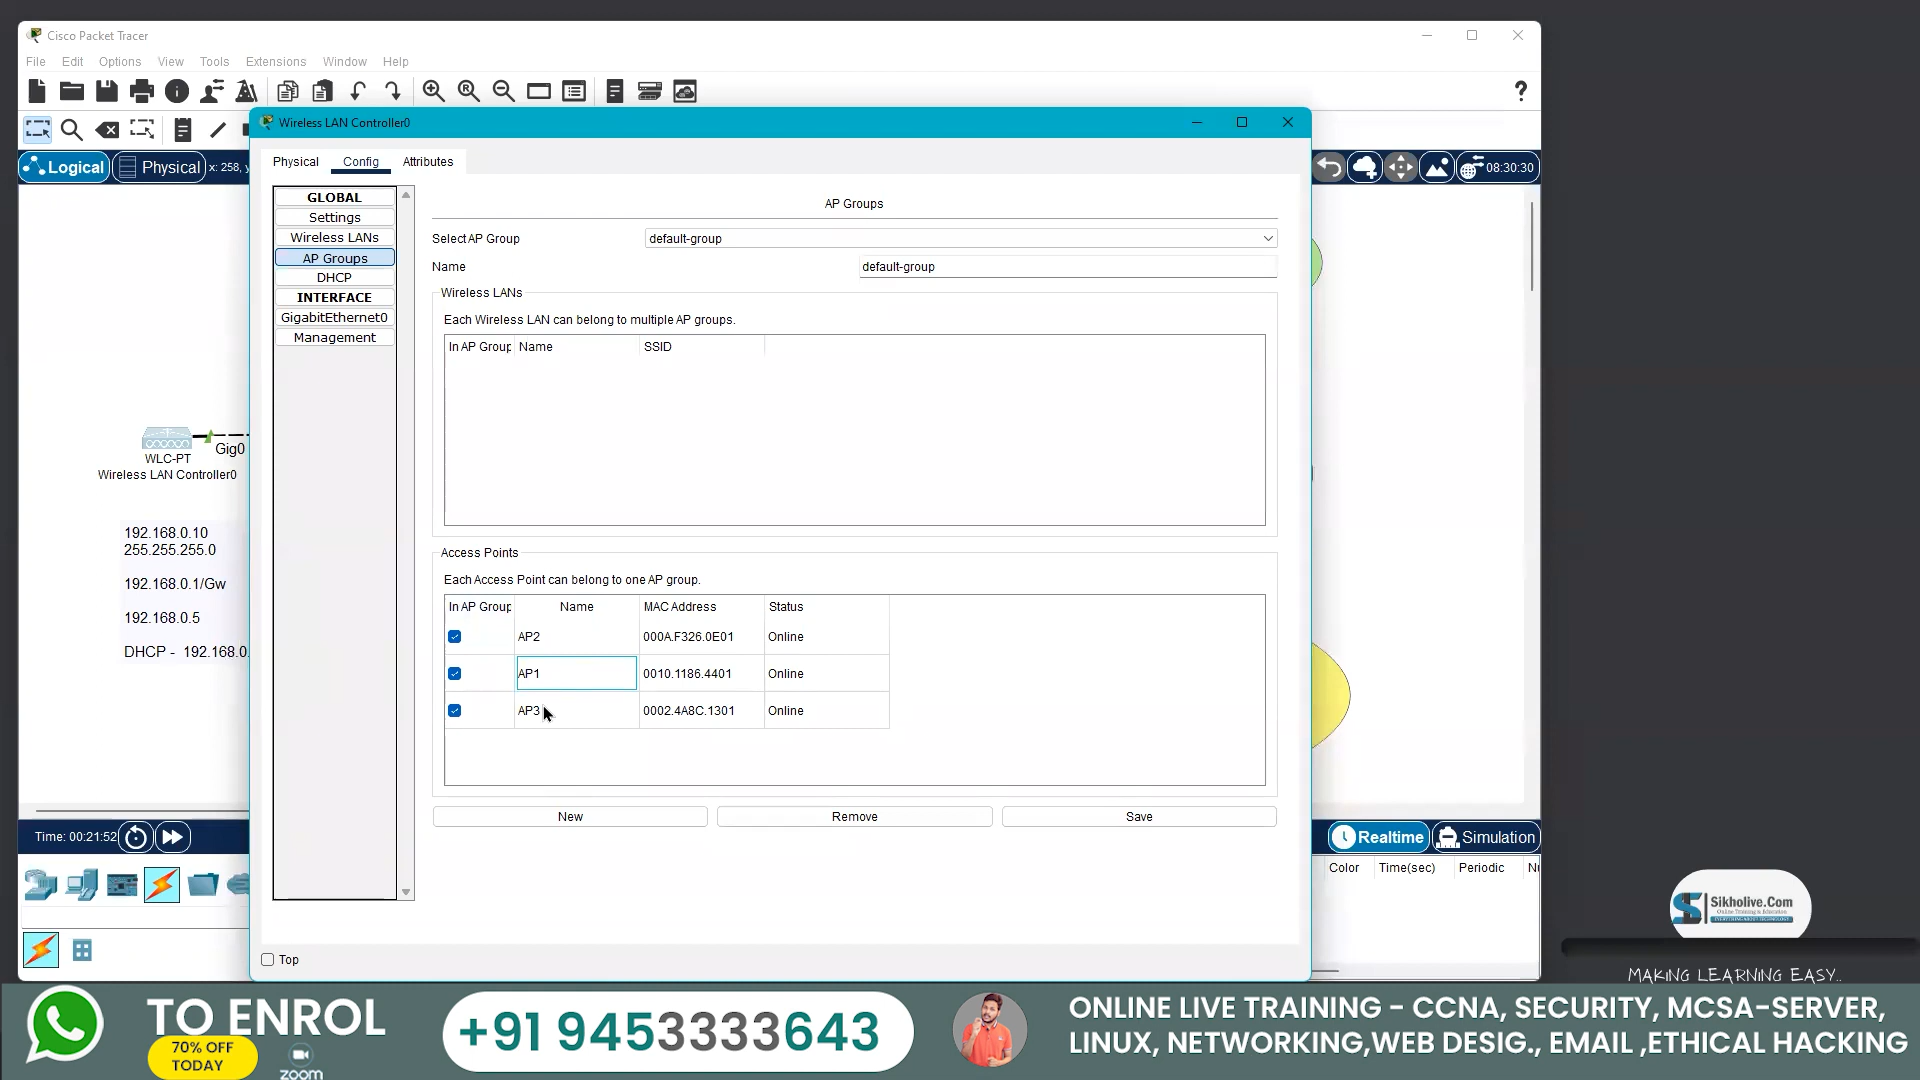 Cisco Packet Tracer
File Edit Options View Tools Extensions Window Help
?
Wireless LAN Controller0
Physical Config Attributes
Logical Physical x: 258, y
08:30:30
GLOBAL
Settings
Wireless LANs
AP Groups
DHCP
INTERFACE
GigabitEthernet0
Management
AP Groups
Select AP Group default-group
Name default-group
Wireless LANs
Each Wireless LAN can belong to multiple AP groups.
In AP Group Name SSID
Access Points
Each Access Point can belong to one AP group.
In AP Group Name MAC Address Status
AP2 000A.F326.0E01 Online
AP1 0010.1186.4401 Online
AP3 0002.4A8C.1301 Online
New Remove Save
Top
Gig0
WLC-PT
Wireless LAN Controller0
192.168.0.10
255.255.255.0
192.168.0.1/Gw
192.168.0.5
DHCP - 192.168.0.
Time: 00:21:52
Realtime Simulation
Color Time(sec) Periodic
Sikholive.Com
Online Training & Education
MAKING LEARNING EASY..
TO ENROL
70% OFF
TODAY
zoom
+91 9453333643
ONLINE LIVE TRAINING - CCNA, SECURITY, MCSA-SERVER,
LINUX, NETWORKING,WEB DESIG., EMAIL ,ETHICAL HACKING